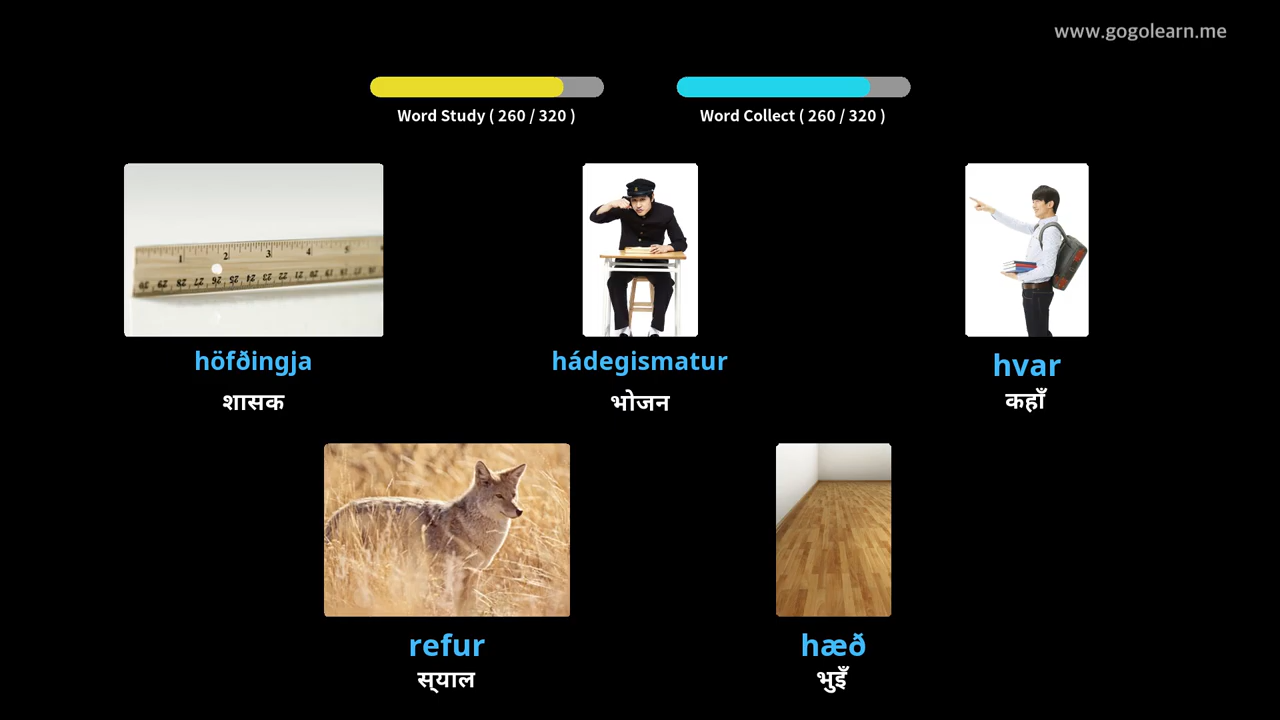 www.gogolearn.me
Word Study ( 260 / 320 )
Word Collect ( 260 / 320 )
höfðingja
शासक
hádegismatur
भोजन
hvar
कहाँ
refur
स्याल
hæð
भुइँ